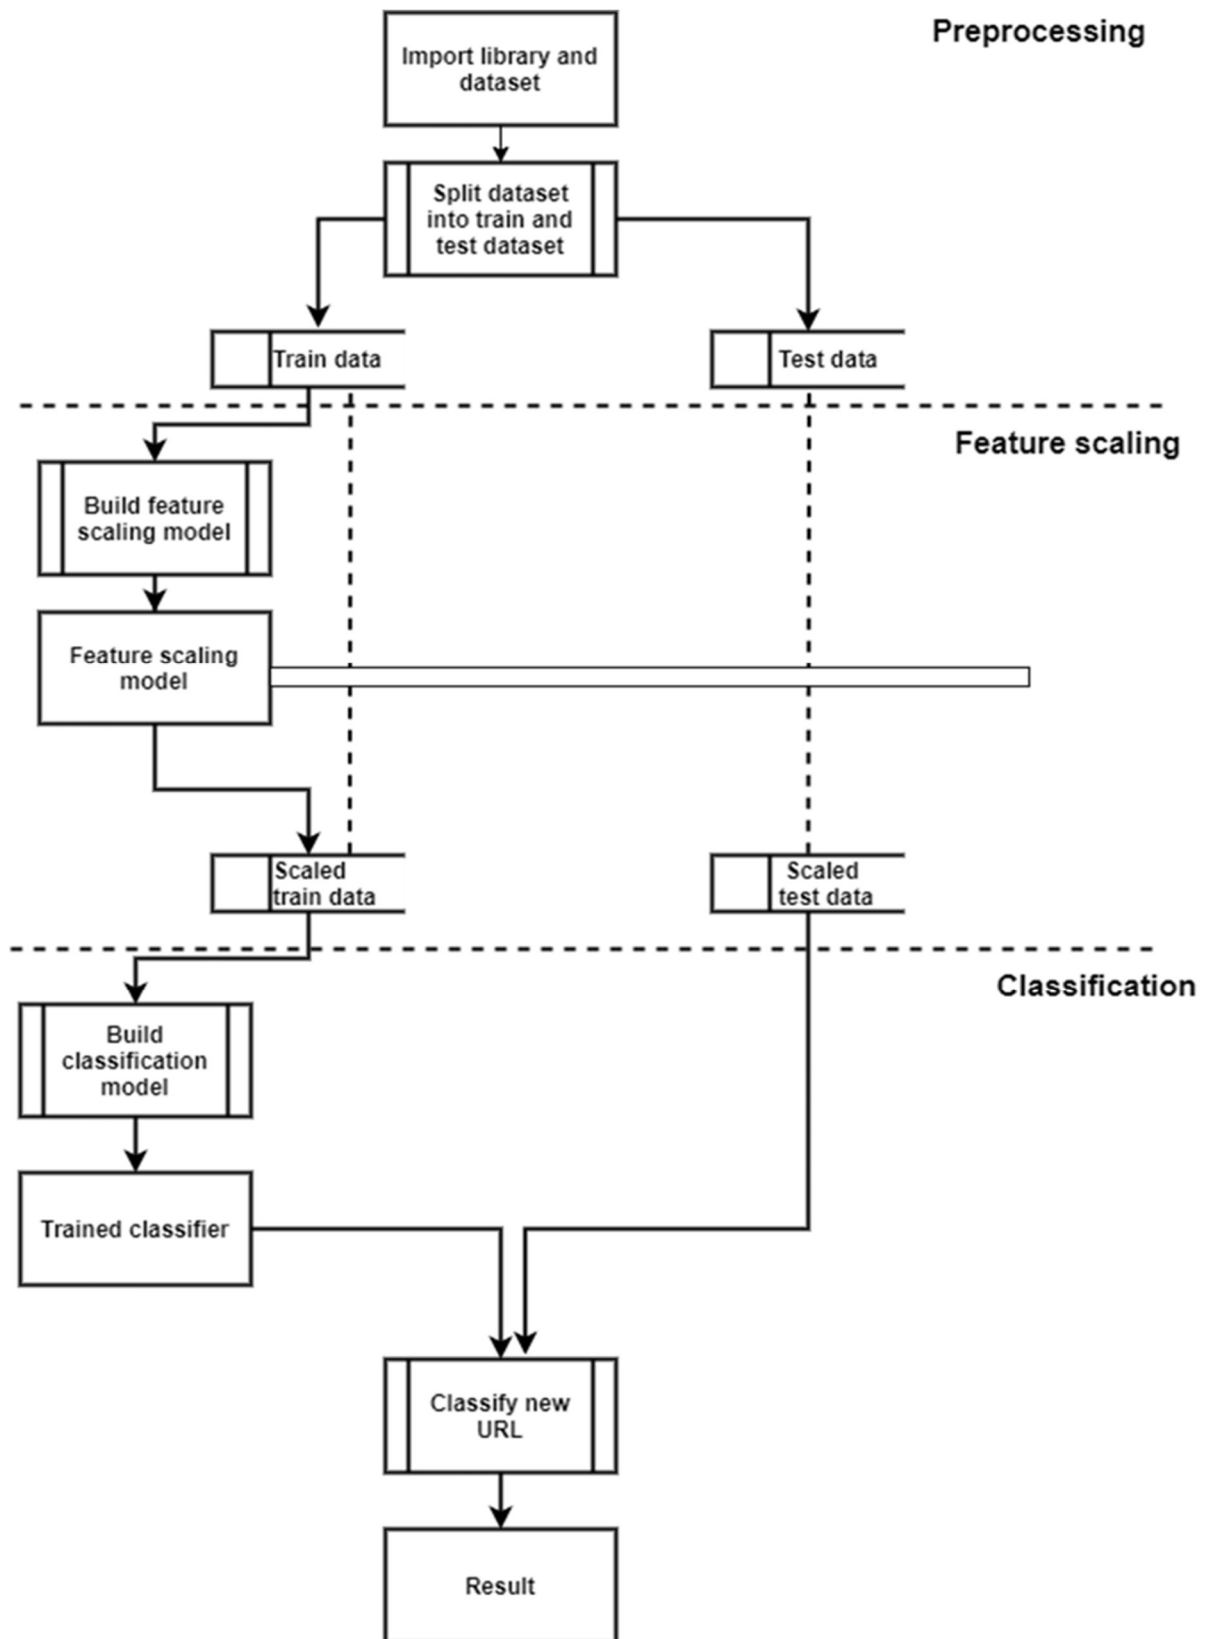 Preprocessing
Import library and
dataset
Split dataset
into train and
test dataset
Train data
Test data
Feature scaling
Build feature
scaling model
Feature scaling
model
Scaled
train data
Scaled
test data
Classification
Build
classification
model
Trained classifier
Classify new
URL
Result